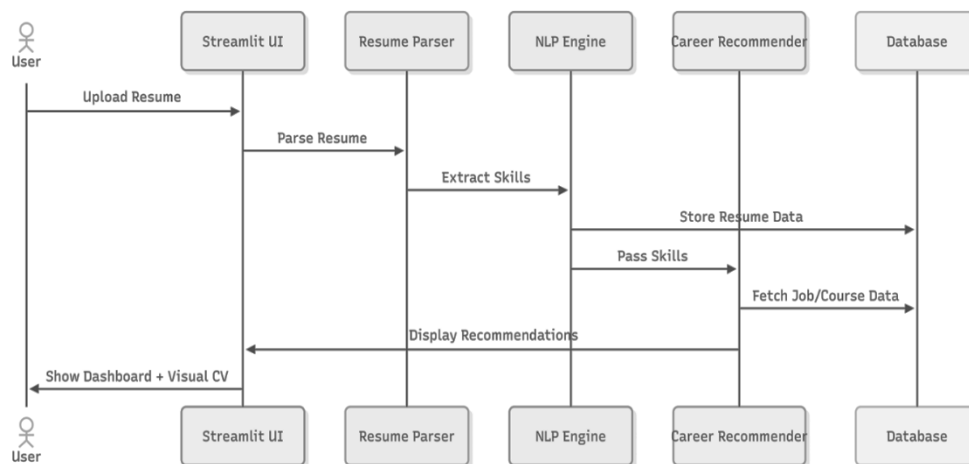 User
Streamlit UI
Resume Parser
NLP Engine
Career Recommender
Database
Upload Resume
Parse Resume
Extract Skills
Store Resume Data
Pass Skills
Fetch Job/Course Data
Display Recommendations
Show Dashboard + Visual CV
User
Streamlit UI
Resume Parser
NLP Engine
Career Recommender
Database